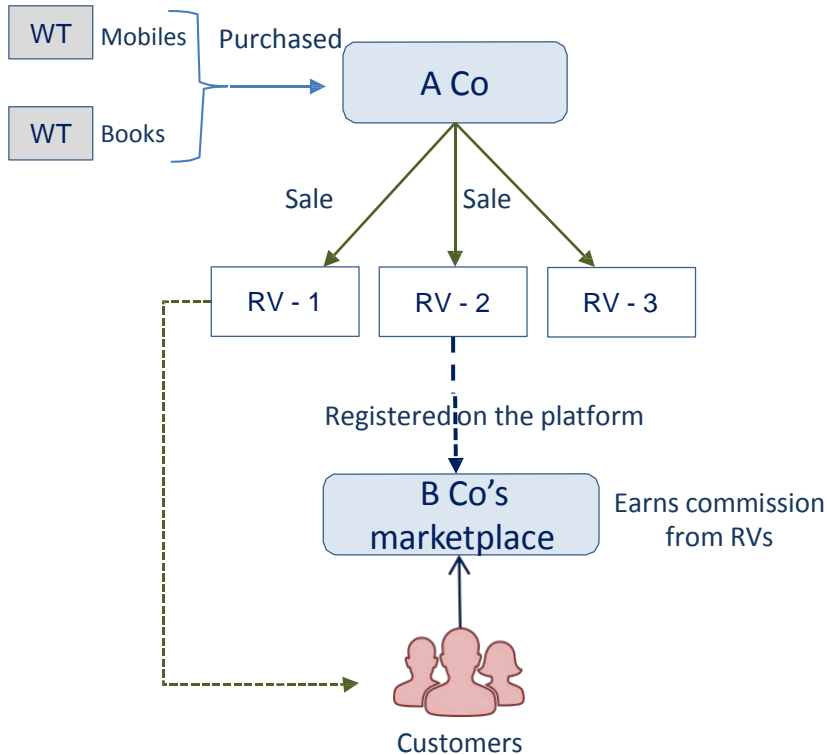 WT Mobiles
Purchased
A Co
WT Books
Sale
Sale
RV - 1
RV - 2
RV - 3
Registered on the platform
B Co’s
marketplace
Earns commission
from RVs
Customers